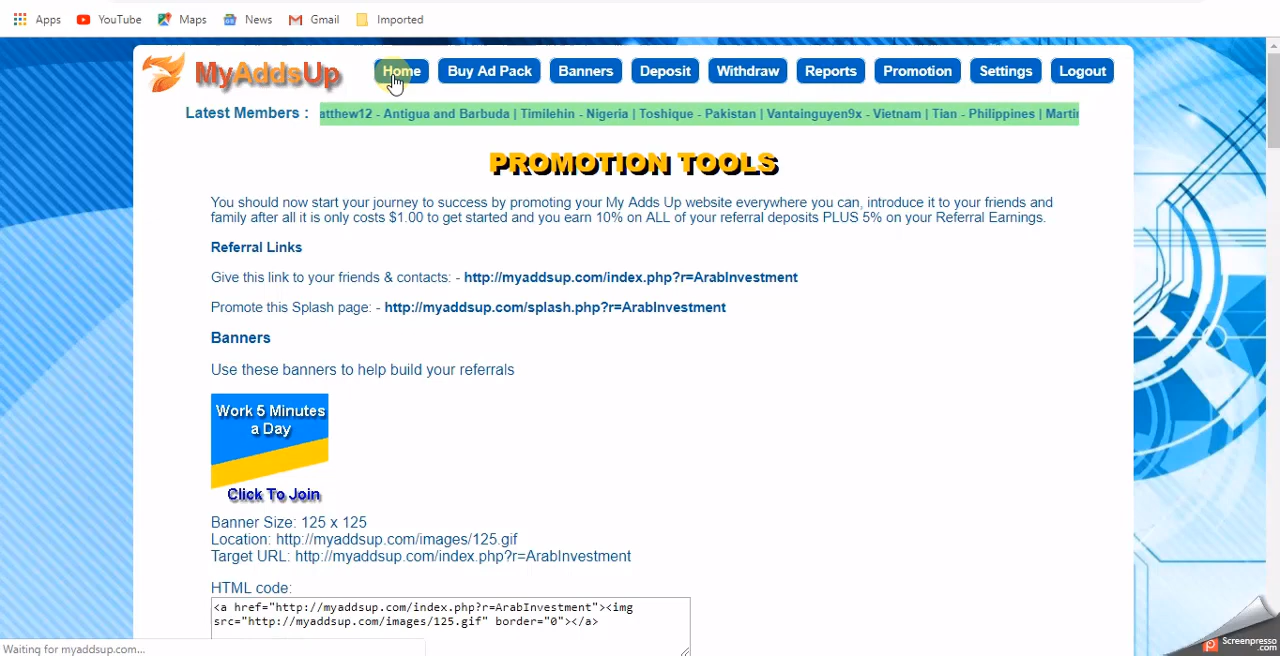 Apps YouTube Maps News Gmail Imported
MyAddsUp Home Buy Ad Pack Banners Deposit Withdraw Reports Promotion Settings Logout
Latest Members : atthew12 - Antigua and Barbuda | Timilehin - Nigeria | Toshique - Pakistan | Vantainguyen9x - Vietnam | Tian - Philippines | Martin
PROMOTION TOOLS
You should now start your journey to success by promoting your My Adds Up website everywhere you can, introduce it to your friends and
family after all it is only costs $1.00 to get started and you earn 10% on ALL of your referral deposits PLUS 5% on your Referral Earnings.
Referral Links
Give this link to your friends & contacts: - http://myaddsup.com/index.php?r=ArabInvestment
Promote this Splash page: - http://myaddsup.com/splash.php?r=ArabInvestment
Banners
Use these banners to help build your referrals
Work 5 Minutes
a Day
Click To Join
Banner Size: 125 x 125
Location: http://myaddsup.com/images/125.gif
Target URL: http://myaddsup.com/index.php?r=ArabInvestment
HTML code:
<a href="http://myaddsup.com/index.php?r=ArabInvestment"><img
src="http://myaddsup.com/images/125.gif" border="0"></a>
Waiting for myaddsup.com...
Screenpresso
.com